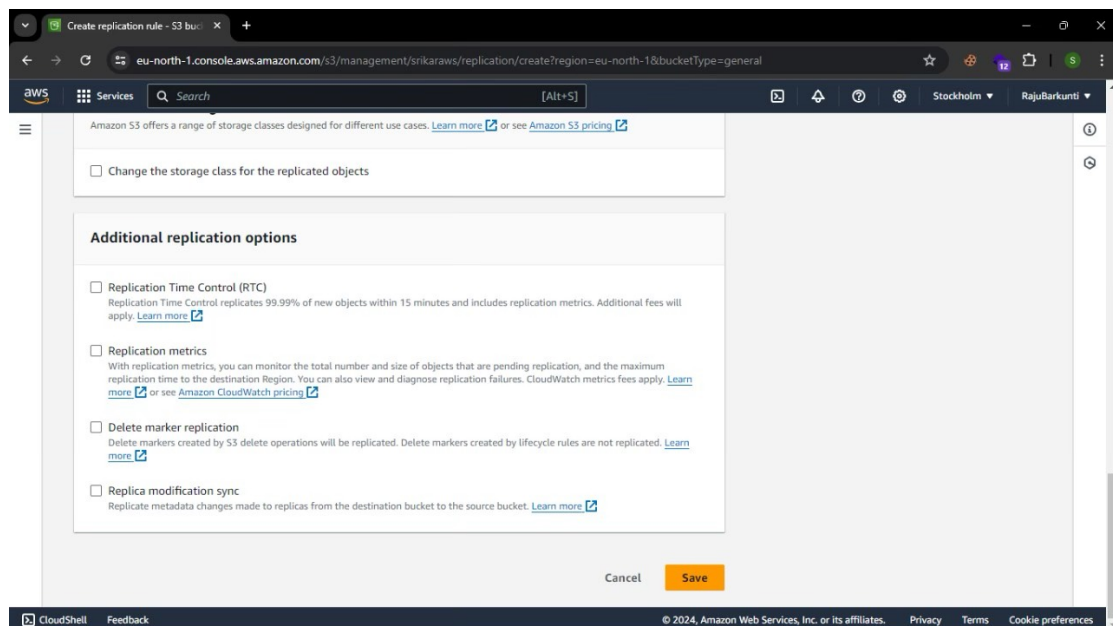 Create replication rule - S3 buc
eu-north-1.console.aws.amazon.com/s3/management/srikaraws/replication/create?region=eu-north-1&bucketType=general
12
S
aws
Services
Search
[Alt+S]
Stockholm
RajuBarkunti
Amazon S3 offers a range of storage classes designed for different use cases. Learn more or see Amazon S3 pricing
Change the storage class for the replicated objects
Additional replication options
Replication Time Control (RTC)
Replication Time Control replicates 99.99% of new objects within 15 minutes and includes replication metrics. Additional fees will
apply. Learn more
Replication metrics
With replication metrics, you can monitor the total number and size of objects that are pending replication, and the maximum
replication time to the destination Region. You can also view and diagnose replication failures. CloudWatch metrics fees apply. Learn
more or see Amazon CloudWatch pricing
Delete marker replication
Delete markers created by S3 delete operations will be replicated. Delete markers created by lifecycle rules are not replicated. Learn
more
Replica modification sync
Replicate metadata changes made to replicas from the destination bucket to the source bucket. Learn more
Cancel
Save
CloudShell
Feedback
© 2024, Amazon Web Services, Inc. or its affiliates.
Privacy
Terms
Cookie preferences